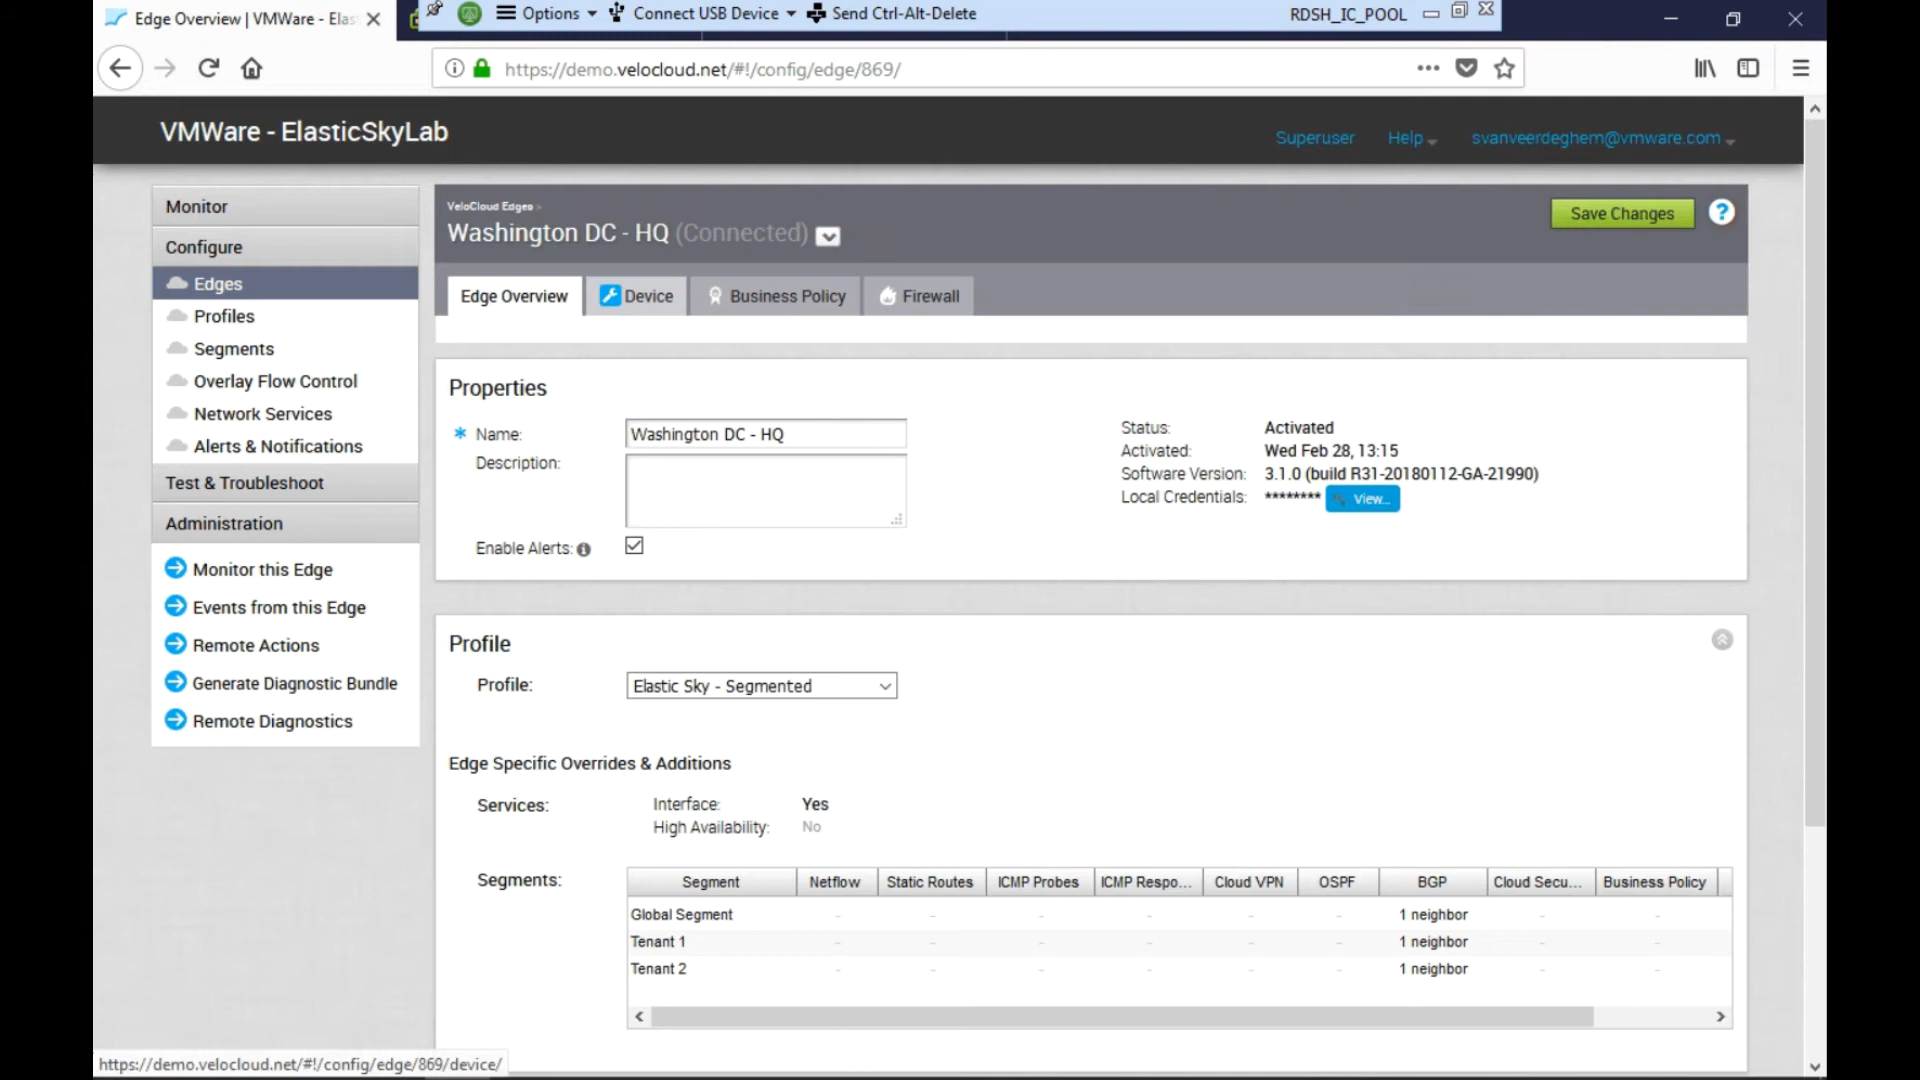 Edge Overview | VMWare - Elas
Options
Connect USB Device
Send Ctrl-Alt-Delete
RDSH_IC_POOL
https://demo.velocloud.net/#!/config/edge/869/
VMWare - ElasticSkyLab
Superuser
Help
svanveerdeghem@vmware.com
Monitor
Configure
Edges
Profiles
Segments
Overlay Flow Control
Network Services
Alerts & Notifications
Test & Troubleshoot
Administration
Monitor this Edge
Events from this Edge
Remote Actions
Generate Diagnostic Bundle
Remote Diagnostics
VeloCloud Edges >
Washington DC - HQ (Connected)
Save Changes
?
Edge Overview
Device
Business Policy
Firewall
Properties
* Name: Washington DC - HQ
Description:
Enable Alerts:
Status: Activated
Activated: Wed Feb 28, 13:15
Software Version: 3.1.0 (build R31-20180112-GA-21990)
Local Credentials: ******** View...
Profile
Profile: Elastic Sky - Segmented
Edge Specific Overrides & Additions
Services: Interface: Yes
High Availability: No
Segments:
Segment Netflow Static Routes ICMP Probes ICMP Respo... Cloud VPN OSPF BGP Cloud Secu... Business Policy
Global Segment - - - - - - 1 neighbor - -
Tenant 1 - - - - - - 1 neighbor - -
Tenant 2 - - - - - - 1 neighbor - -
https://demo.velocloud.net/#!/config/edge/869/device/